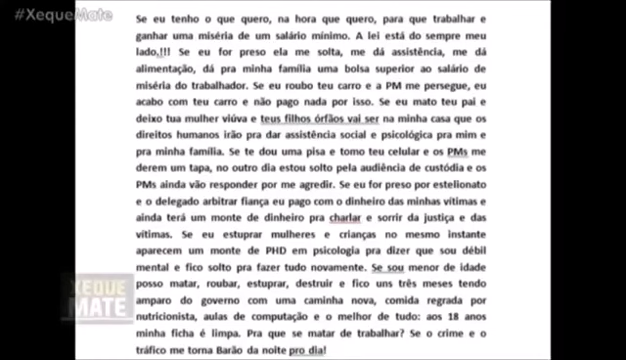 #XequeMate
Se eu tenho o que quero, na hora que quero, para que trabalhar e
ganhar uma miséria de um salário mínimo. A lei está do sempre meu
lado.!!! Se eu for preso ela me solta, me dá assistência, me dá
alimentação, dá pra minha família uma bolsa superior ao salário de
miséria do trabalhador. Se eu roubo teu carro e a PM me persegue, eu
acabo com teu carro e não pago nada por isso. Se eu mato teu pai e
deixo tua mulher viúva e teus filhos órfãos vai ser na minha casa que os
direitos humanos irão pra dar assistência social e psicológica pra mim e
pra minha família. Se te dou uma pisa e tomo teu celular e os PMs me
derem um tapa, no outro dia estou solto pela audiência de custódia e os
PMs ainda vão responder por me agredir. Se eu for preso por estelionato
e o delegado arbitrar fiança eu pago com o dinheiro das minhas vítimas e
ainda terá um monte de dinheiro pra charlar e sorrir da justiça e das
vítimas. Se eu estuprar mulheres e crianças no mesmo instante
aparecem um monte de PHD em psicologia pra dizer que sou débil
mental e fico solto pra fazer tudo novamente. Se sou menor de idade
posso matar, roubar, estuprar, destruir e fico uns três meses tendo
amparo do governo com uma caminha nova, comida regrada por
nutricionista, aulas de computação e o melhor de tudo: aos 18 anos
minha ficha é limpa. Pra que se matar de trabalhar? Se o crime e o
tráfico me torna Barão da noite pro dia!
XEQUE
MATE